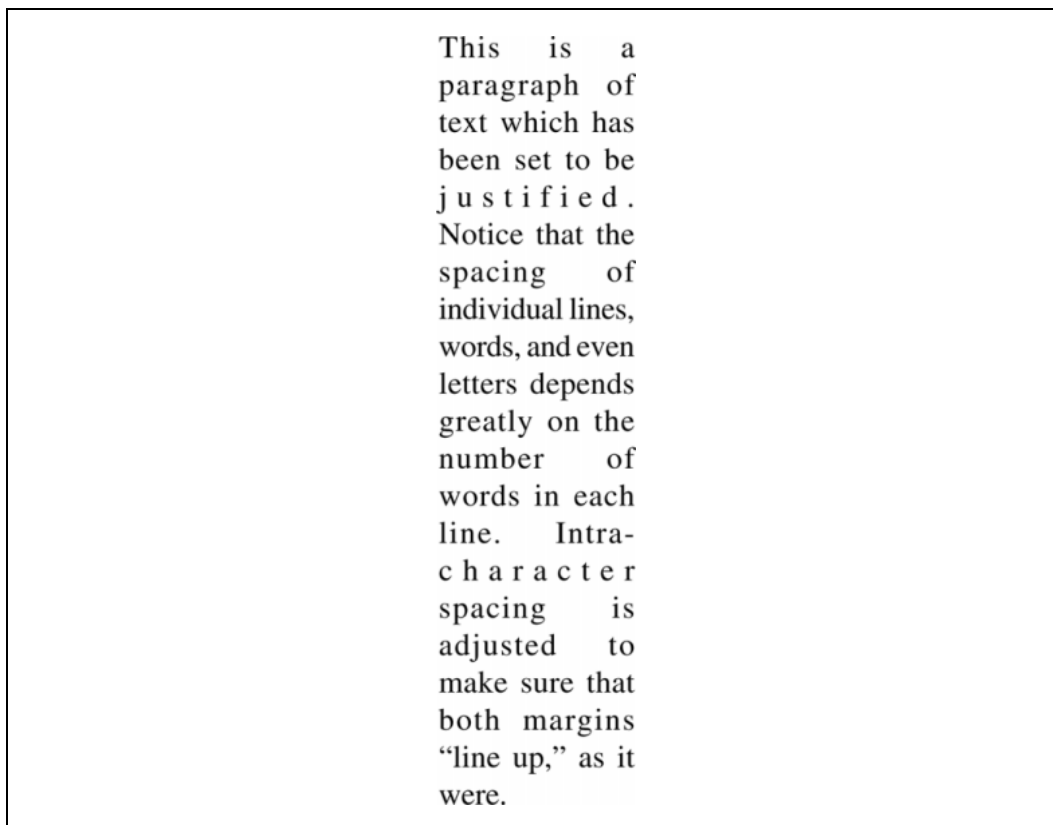 This is a
paragraph of
text which has
been set to be
justified.
Notice that the
spacing of
individual lines,
words, and even
letters depends
greatly on the
number of
words in each
line. Intra-
character
spacing is
adjusted to
make sure that
both margins
“line up,” as it
were.